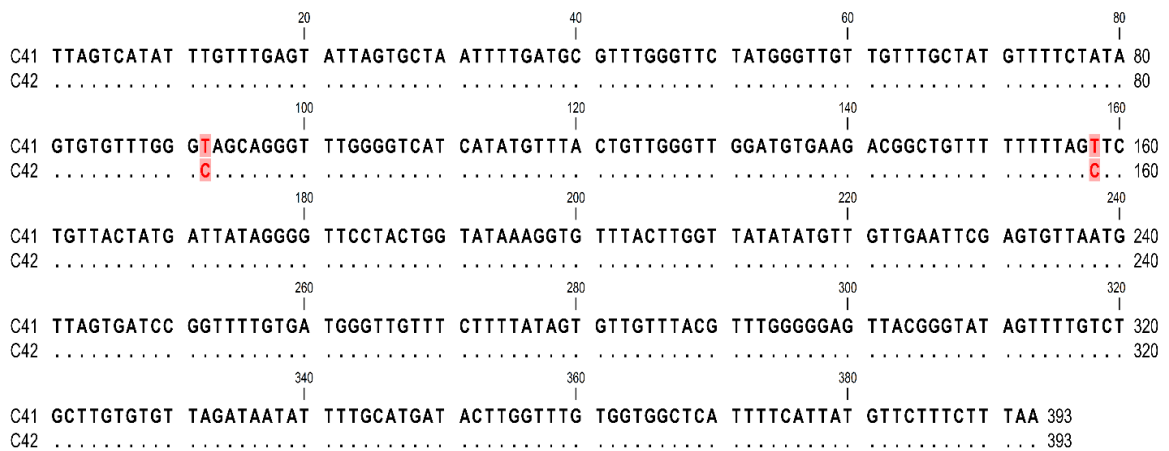 20 40 60 80
C41 TTAGTCATAT TTGTTTGAGT ATTAGTGCTA ATTTTGATGC GTTTGGGTTC TATGGGTTGT TGTTTGCTAT GTTTTCTATA 80
C42 .......... .......... .......... .......... .......... .......... .......... .......... 80
100 120 140 160
C41 GTGTGTTTGG GTAGCAGGGT TTGGGGTCAT CATATGTTTA CTGTTGGGTT GGATGTGAAG ACGGCTGTTT TTTTTAGTTC 160
C42 .......... .C........ .......... .......... .......... .......... .......... .......C.. 160
180 200 220 240
C41 TGTTACTATG ATTATAGGGG TTCCTACTGG TATAAAGGTG TTTACTTGGT TATATATGTT GTTGAATTCG AGTGTTAATG 240
C42 .......... .......... .......... .......... .......... .......... .......... .......... 240
260 280 300 320
C41 TTAGTGATCC GGTTTTGTGA TGGGTTGTTT CTTTTATAGT GTTGTTTACG TTTGGGGGAG TTACGGGTAT AGTTTTGTCT 320
C42 .......... .......... .......... .......... .......... .......... .......... .......... 320
340 360 380
C41 GCTTGTGTGT TAGATAATAT TTTGCATGAT ACTTGGTTTG TGGTGGCTCA TTTTCATTAT GTTCTTTCTT TAA 393
C42 .......... .......... .......... .......... .......... .......... .......... ... 393